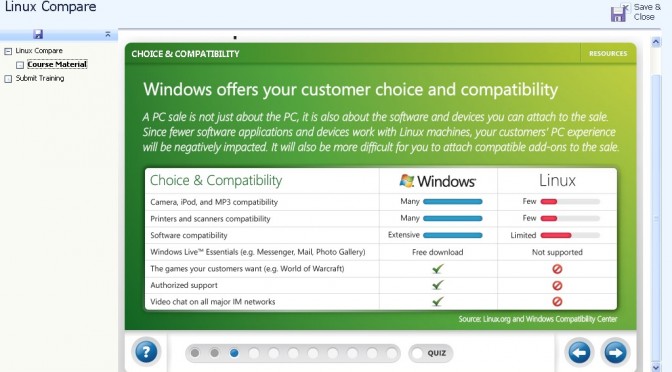 Linux Compare
Save &
Close
Linux Compare
Course Material
Submit Training
CHOICE & COMPATIBILITY
RESOURCES
Windows offers your customer choice and compatibility
A PC sale is not just about the PC, it is also about the software and devices you can attach to the sale.
Since fewer software applications and devices work with Linux machines, your customers' PC experience
will be negatively impacted. It will also be more difficult for you to attach compatible add-ons to the sale.
Choice & Compatibility Windows Linux
Camera, iPod, and MP3 compatibility Many Few
Printers and scanners compatibility Many Few
Software compatibility Extensive Limited
Windows Live™ Essentials (e.g. Messenger, Mail, Photo Gallery) Free download Not supported
The games your customers want (e.g. World of Warcraft)
Authorized support
Video chat on all major IM networks
Source: Linux.org and Windows Compatibility Center
?
QUIZ